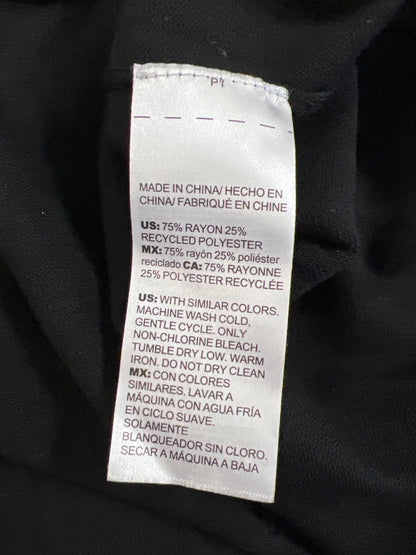 P1
MADE IN CHINA/ HECHO EN
CHINA/ FABRIQUÉ EN CHINE
US: 75% RAYON 25%
RECYCLED POLYESTER
MX: 75% rayón 25% poliéster
reciclado CA: 75% RAYONNE
25% POLYESTER RECYCLÉE
US: WITH SIMILAR COLORS.
MACHINE WASH COLD,
GENTLE CYCLE. ONLY
NON-CHLORINE BLEACH.
TUMBLE DRY LOW. WARM
IRON. DO NOT DRY CLEAN
MX: CON COLORES
SIMILARES. LAVAR A
MÁQUINA CON AGUA FRÍA
EN CICLO SUAVE.
SOLAMENTE
BLANQUEADOR SIN CLORO.
SECAR A MÁQUINA A BAJA